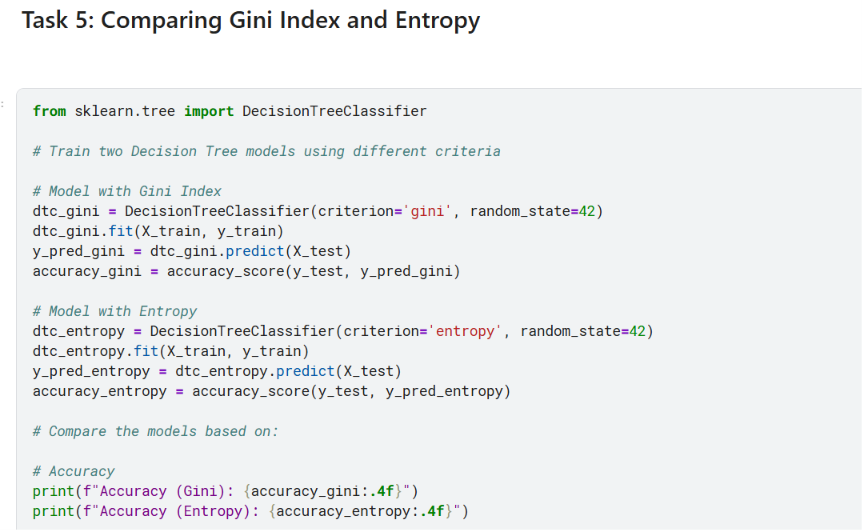 Task 5: Comparing Gini Index and Entropy
:
from sklearn.tree import DecisionTreeClassifier
# Train two Decision Tree models using different criteria
# Model with Gini Index
dtc_gini = DecisionTreeClassifier(criterion='gini', random_state=42)
dtc_gini.fit(X_train, y_train)
y_pred_gini = dtc_gini.predict(X_test)
accuracy_gini = accuracy_score(y_test, y_pred_gini)
# Model with Entropy
dtc_entropy = DecisionTreeClassifier(criterion='entropy', random_state=42)
dtc_entropy.fit(X_train, y_train)
y_pred_entropy = dtc_entropy.predict(X_test)
accuracy_entropy = accuracy_score(y_test, y_pred_entropy)
# Compare the models based on:
# Accuracy
print(f"Accuracy (Gini): {accuracy_gini:.4f}")
print(f"Accuracy (Entropy): {accuracy_entropy:.4f}")